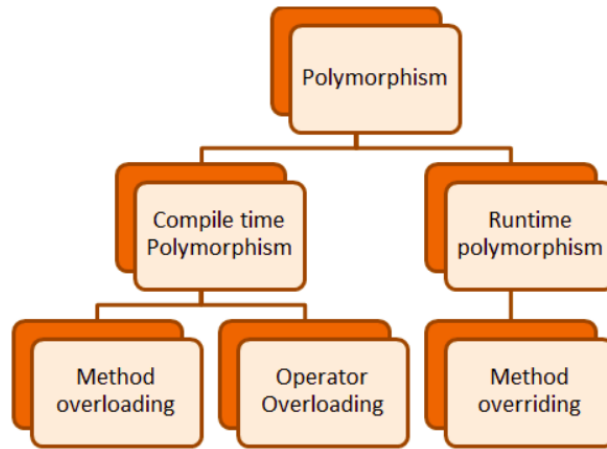 Polymorphism
Compile time
Polymorphism
Runtime
polymorphism
Method
overloading
Operator
Overloading
Method
overriding